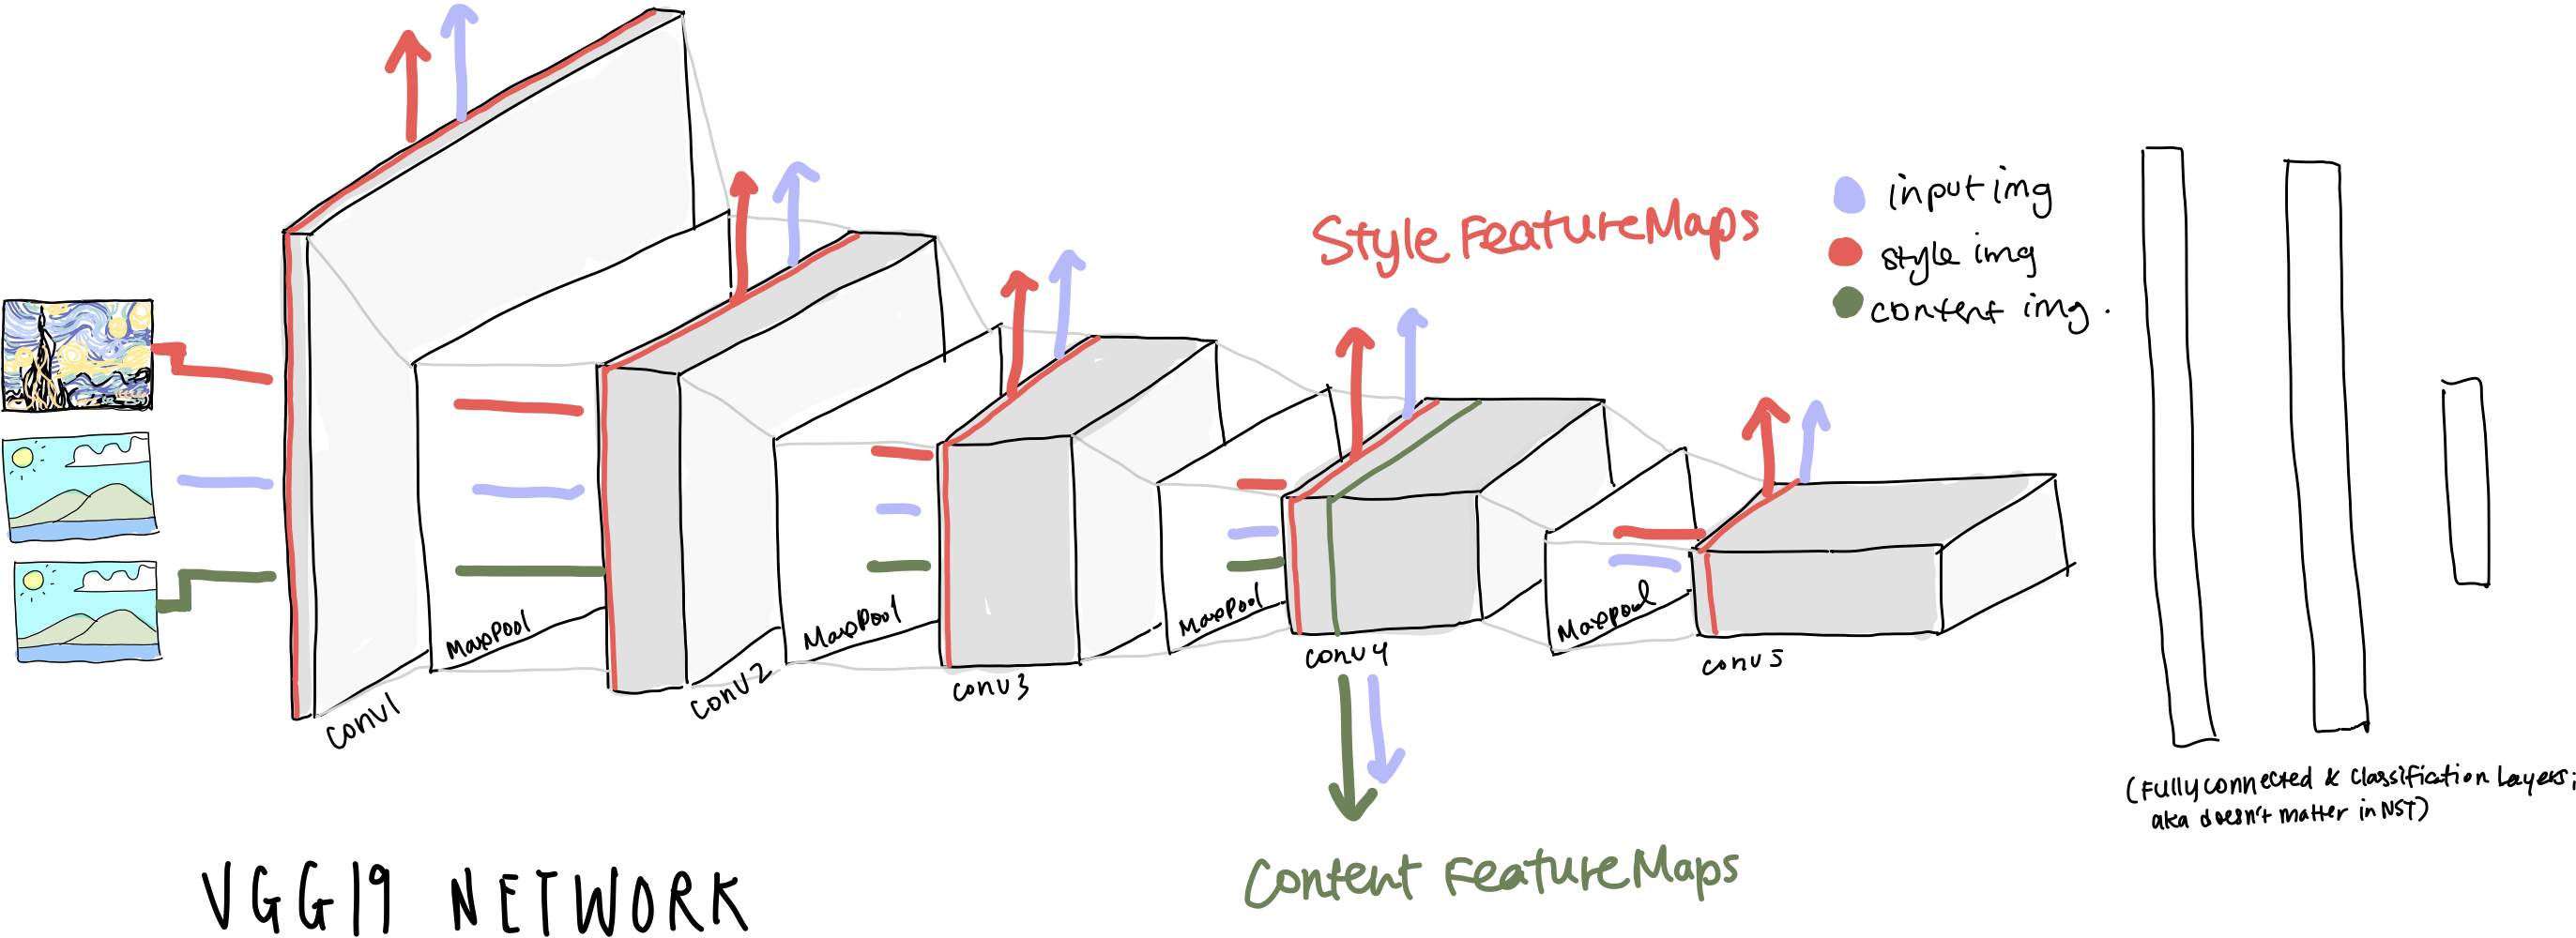 Style FeatureMaps
input img
style img
content img.
MaxPool
MaxPool
MaxPool
Maxpool
conv1
conv2
conv3
conv4
conv5
(Fully connected & classification Layers;
aka doesn't matter in NST)
Content FeatureMaps
VGG19 NETWORK